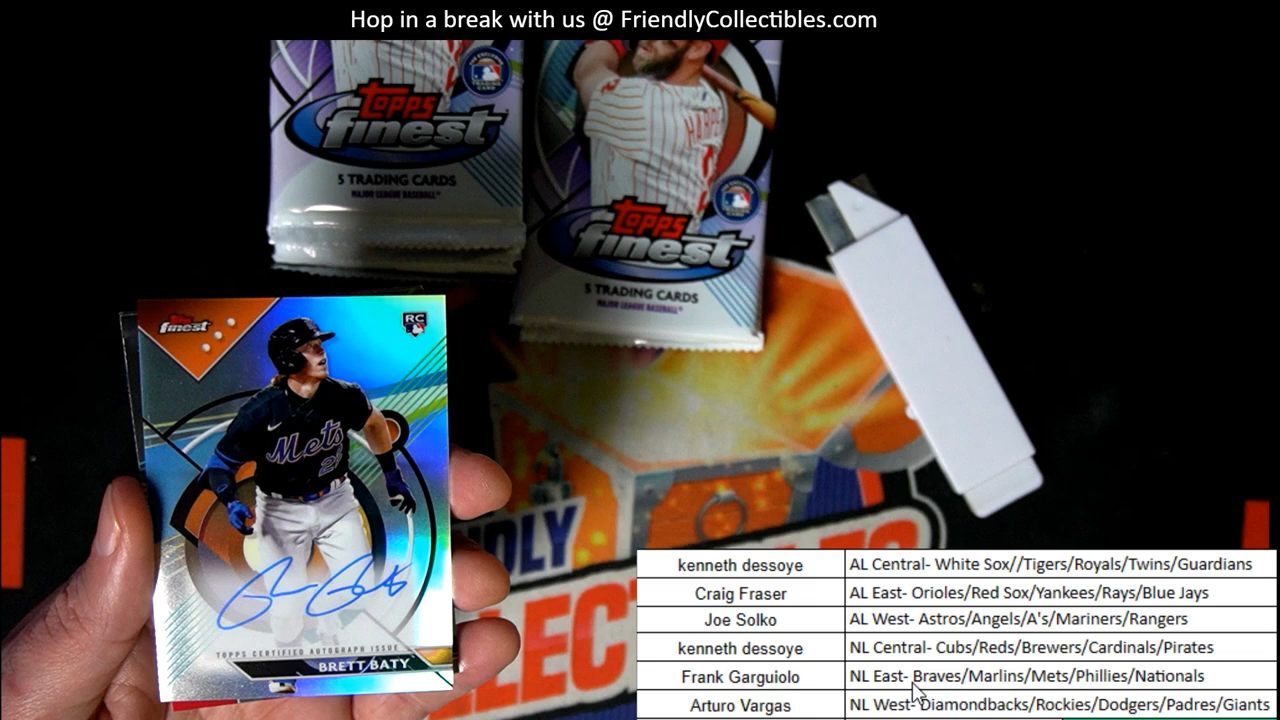 Hop in a break with us @ FriendlyCollectibles.com
topps
finest
5 TRADING CARDS
MAJOR LEAGUE BASEBALL
HARPE
topps
finest
5 TRADING CARDS
MAJOR LEAGUE BASEBALL
Topps
finest
RC
Mets
TOPPS CERTIFIED AUTOGRAPH ISSUE
BRETT BATY
NDLY
LLEC
kenneth dessoye AL Central- White Sox//Tigers/Royals/Twins/Guardians
Craig Fraser AL East- Orioles/Red Sox/Yankees/Rays/Blue Jays
Joe Solko AL West- Astros/Angels/A's/Mariners/Rangers
kenneth dessoye NL Central- Cubs/Reds/Brewers/Cardinals/Pirates
Frank Garguiolo NL East- Braves/Marlins/Mets/Phillies/Nationals
Arturo Vargas NL West- Diamondbacks/Rockies/Dodgers/Padres/Giants